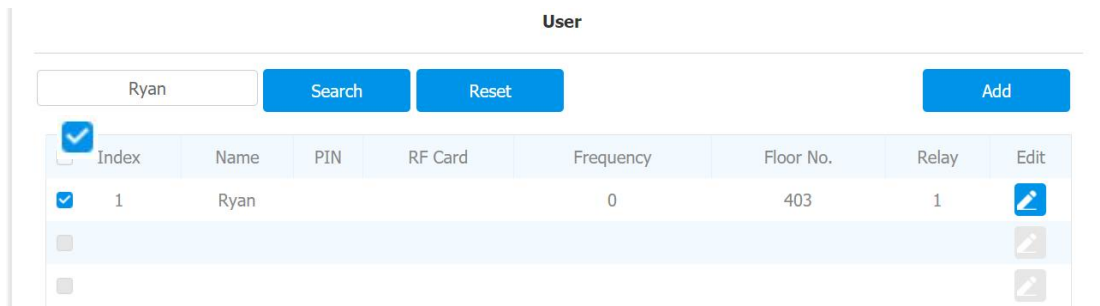 User
Ryan Search Reset Add
Index Name PIN RF Card Frequency Floor No. Relay Edit
1 Ryan 0 403 1